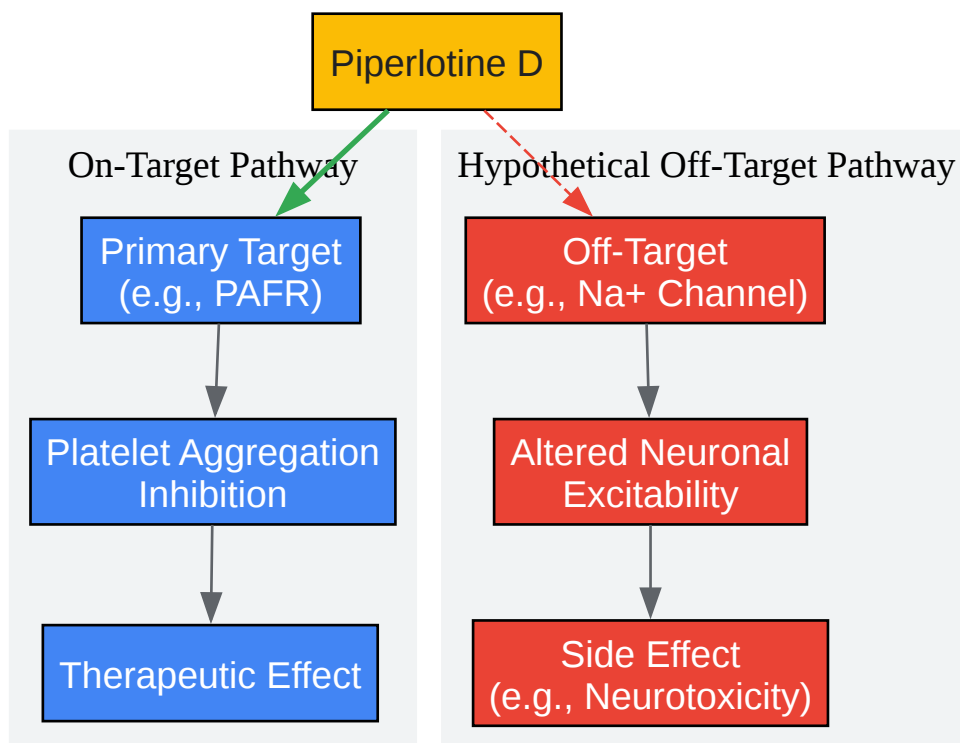 Piperlotine D
On-Target Pathway
Primary Target
(e.g., PAFR)
Platelet Aggregation
Inhibition
Therapeutic Effect
Hypothetical Off-Target Pathway
Off-Target
(e.g., Na+ Channel)
Altered Neuronal
Excitability
Side Effect
(e.g., Neurotoxicity)